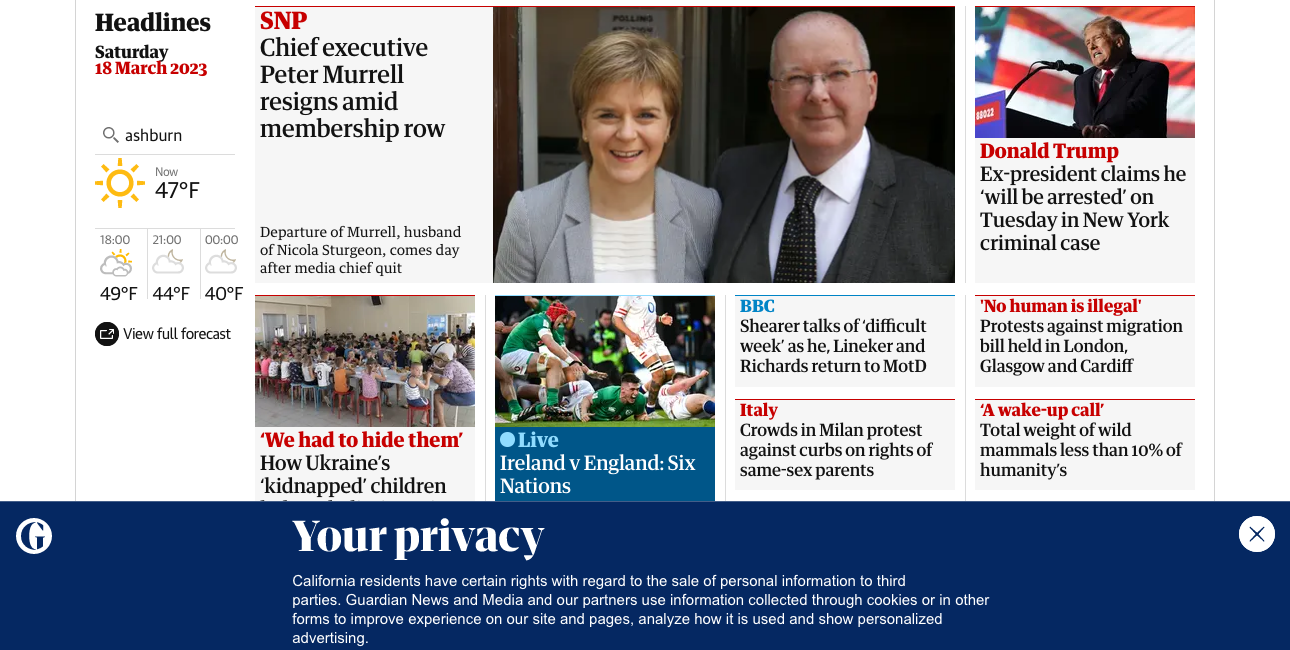 Headlines
Saturday
18 March 2023
ashburn
Now
47°F
18:00
21:00
00:00
49°F
44°F
40°F
View full forecast
SNP
Chief executive
Peter Murrell
resigns amid
membership row
Departure of Murrell, husband
of Nicola Sturgeon, comes day
after media chief quit
POLLING
STATION
88022
Donald Trump
Ex-president claims he
‘will be arrested’ on
Tuesday in New York
criminal case
‘We had to hide them’
How Ukraine’s
‘kidnapped’ children
Live
Ireland v England: Six
Nations
BBC
Shearer talks of ‘difficult
week’ as he, Lineker and
Richards return to MotD
Italy
Crowds in Milan protest
against curbs on rights of
same-sex parents
'No human is illegal'
Protests against migration
bill held in London,
Glasgow and Cardiff
‘A wake-up call’
Total weight of wild
mammals less than 10% of
humanity’s
G
Your privacy
California residents have certain rights with regard to the sale of personal information to third
parties. Guardian News and Media and our partners use information collected through cookies or in other
forms to improve experience on our site and pages, analyze how it is used and show personalized
advertising.